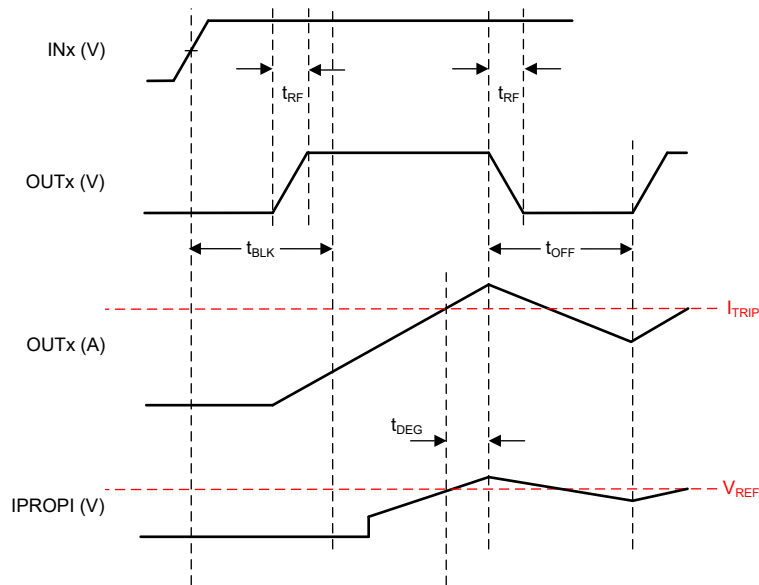 INx (V)
tRF
tRF
OUTx (V)
tBLK
tOFF
ITRIP
OUTx (A)
tDEG
VREF
IPROPI (V)